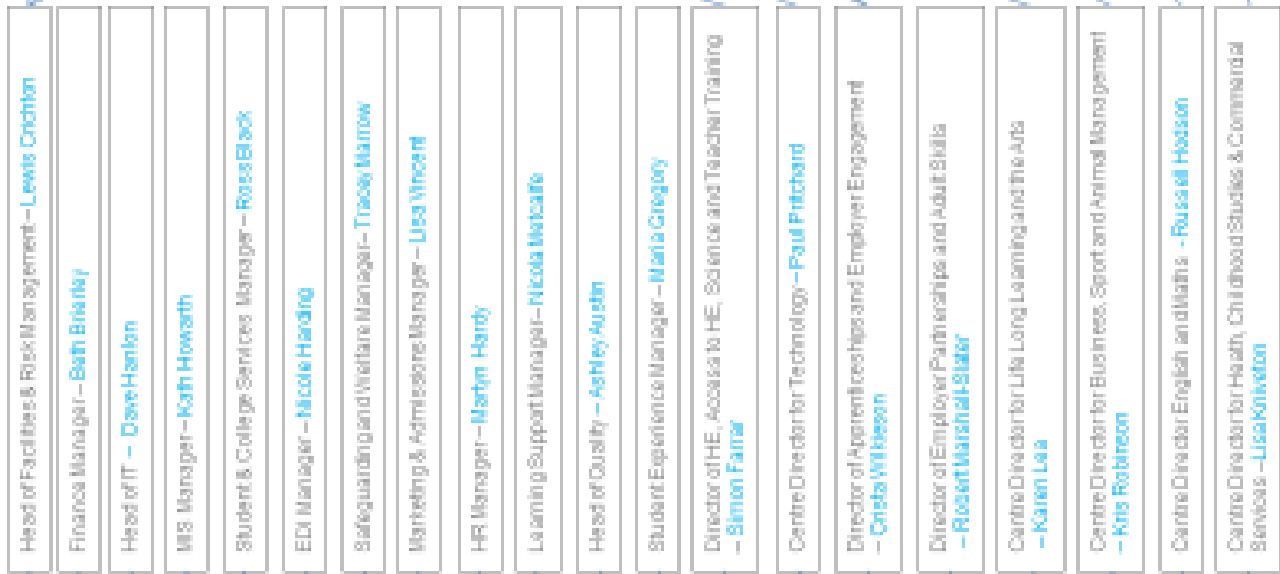 Head of Facilities & Risk Management – Lewis Crichton
Finance Manager – Beth Brierley
Head of IT – Dave Hanlon
MIS Manager – Kath Howarth
Student & College Services Manager – Ross Black
EDI Manager – Nicole Harding
Safeguarding and Welfare Manager – Tracey Marrow
Marketing & Admissions Manager – Lisa Vincent
HR Manager – Martyn Hardy
Learning Support Manager – Nicola Metcalfe
Head of Quality – Ashley Austin
Student Experience Manager – Maria Gregory
Director of HE, Access to HE, Science and Teacher Training
– Simon Farrar
Centre Director for Technology – Paul Pritchard
Director of Apprenticeships and Employer Engagement
– Crista Wilkieson
Director of Employer Partnerships and Adult Skills
– Robert Marshall-Slater
Centre Director for Life Long Learning and the Arts
– Karen Lea
Centre Director for Business, Sport and Animal Management
– Kris Robinson
Centre Director English and Maths - Russell Hodson
Centre Director for Heath, Childhood Studies & Commercial
Services – Lisa Kniveton